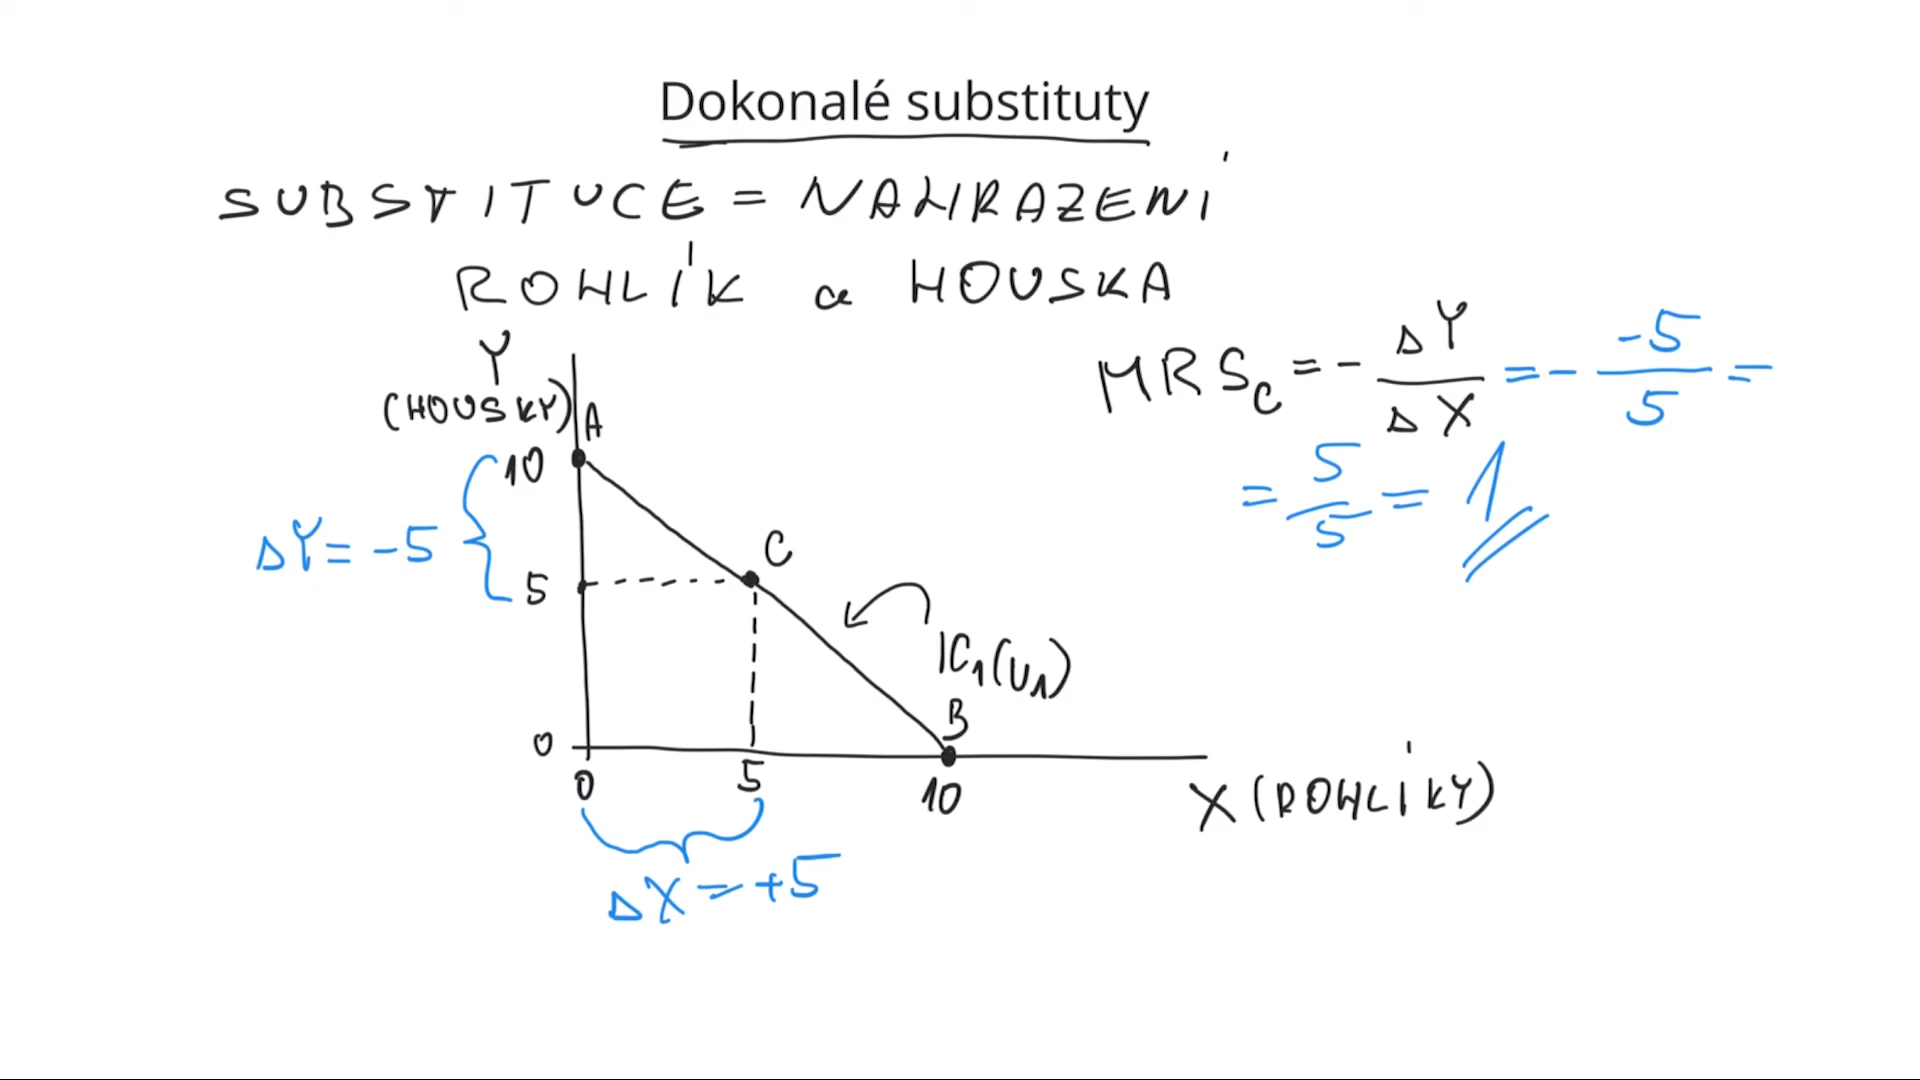 Dokonalé substituty
SUBSTITUCE = NAHRAZENÍ
ROHLÍK a HOUSKA
MRS_C = - ΔY/ΔX = - -5/5 =
= 5/5 = 1
Y
(HOUSKY)
A
10
ΔY = -5
C
5
IC₁(U₁)
B
0
0
5
10
X (ROHLÍKY)
ΔX = +5